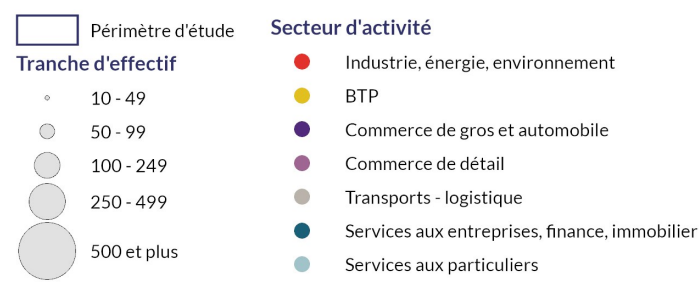 Périmètre d'étude
Tranche d'effectif
10 - 49
50 - 99
100 - 249
250 - 499
500 et plus
Secteur d'activité
Industrie, énergie, environnement
BTP
Commerce de gros et automobile
Commerce de détail
Transports - logistique
Services aux entreprises, finance, immobilier
Services aux particuliers